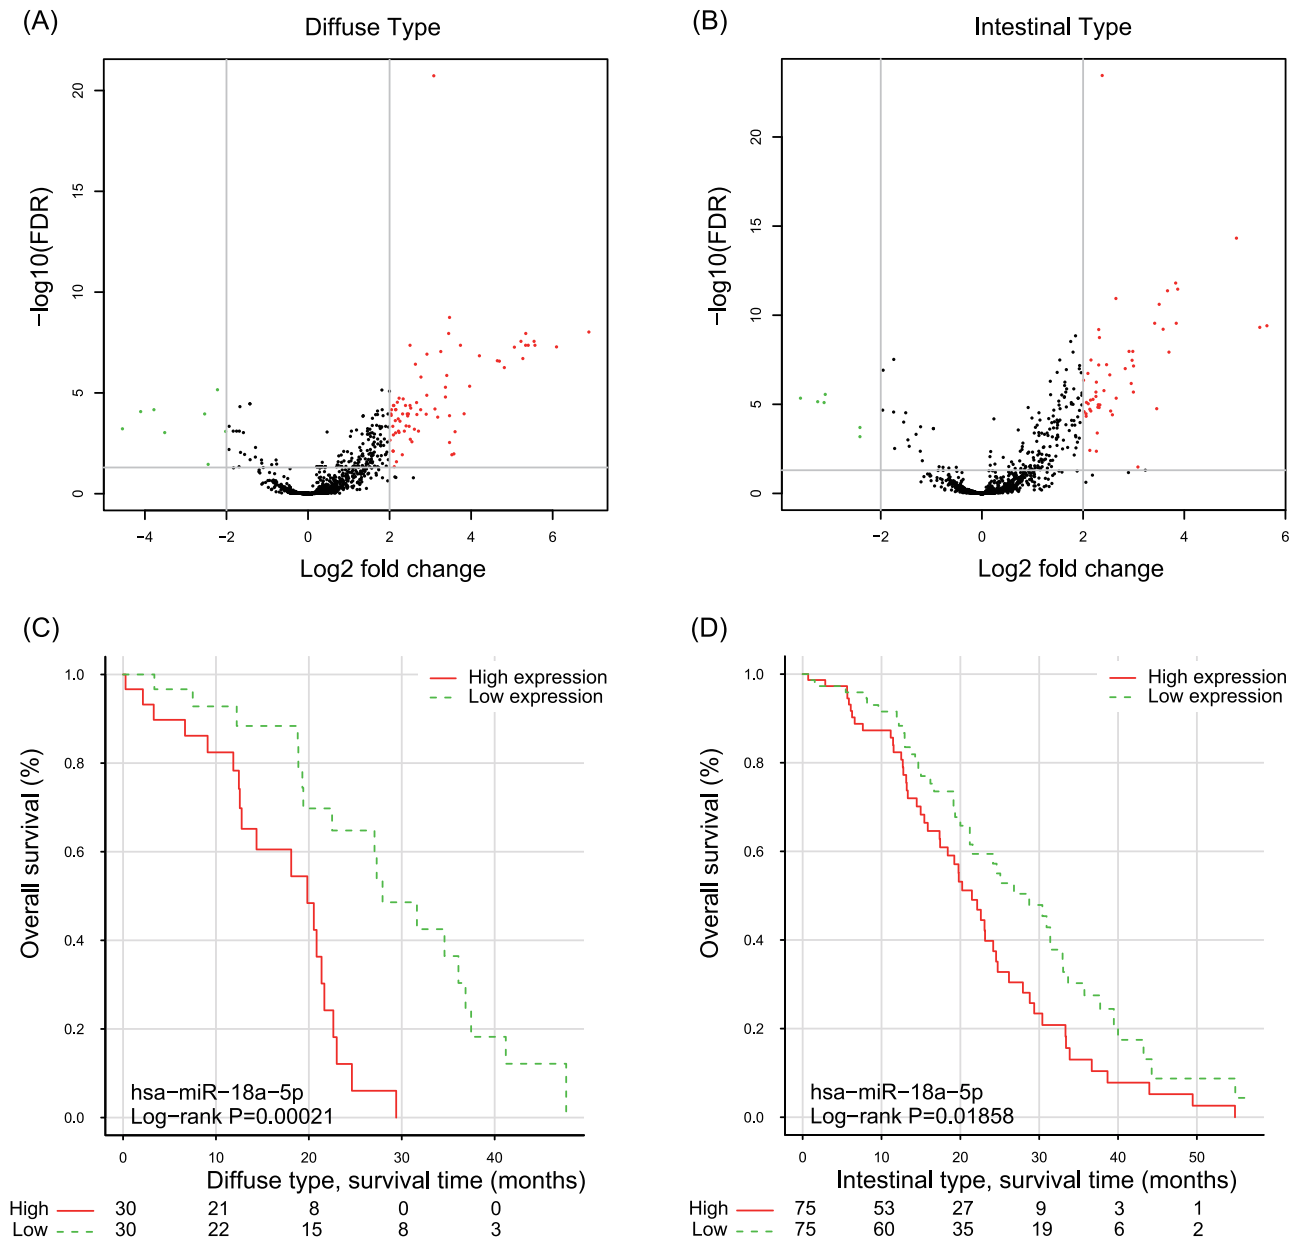 (A)
Diffuse Type
−log10(FDR)
20
15
10
5
0
−4
−2
0
2
4
6
Log2 fold change
(B)
Intestinal Type
−log10(FDR)
20
15
10
5
0
−2
0
2
4
6
Log2 fold change
(C)
High expression
Low expression
Overall survival (%)
1.0
0.8
0.6
0.4
0.2
0.0
hsa−miR−18a−5p
Log−rank P=0.00021
0
10
20
30
40
Diffuse type, survival time (months)
High 30 21 8 0 0
Low 30 22 15 8 3
(D)
High expression
Low expression
Overall survival (%)
1.0
0.8
0.6
0.4
0.2
0.0
hsa−miR−18a−5p
Log−rank P=0.01858
0
10
20
30
40
50
Intestinal type, survival time (months)
High 75 53 27 9 3 1
Low 75 60 35 19 6 2